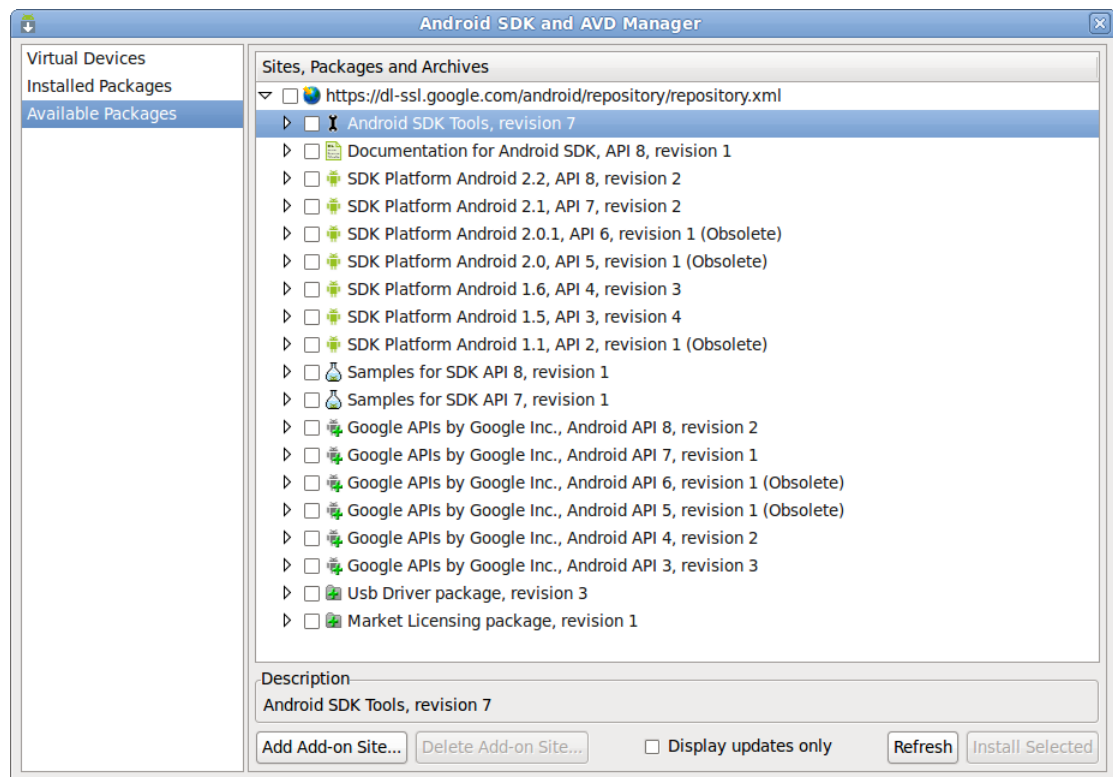 Android SDK and AVD Manager
Virtual Devices
Installed Packages
Available Packages
Sites, Packages and Archives
https://dl-ssl.google.com/android/repository/repository.xml
Android SDK Tools, revision 7
Documentation for Android SDK, API 8, revision 1
SDK Platform Android 2.2, API 8, revision 2
SDK Platform Android 2.1, API 7, revision 2
SDK Platform Android 2.0.1, API 6, revision 1 (Obsolete)
SDK Platform Android 2.0, API 5, revision 1 (Obsolete)
SDK Platform Android 1.6, API 4, revision 3
SDK Platform Android 1.5, API 3, revision 4
SDK Platform Android 1.1, API 2, revision 1 (Obsolete)
Samples for SDK API 8, revision 1
Samples for SDK API 7, revision 1
Google APIs by Google Inc., Android API 8, revision 2
Google APIs by Google Inc., Android API 7, revision 1
Google APIs by Google Inc., Android API 6, revision 1 (Obsolete)
Google APIs by Google Inc., Android API 5, revision 1 (Obsolete)
Google APIs by Google Inc., Android API 4, revision 2
Google APIs by Google Inc., Android API 3, revision 3
Usb Driver package, revision 3
Market Licensing package, revision 1
Description
Android SDK Tools, revision 7
Add Add-on Site... Delete Add-on Site... Display updates only Refresh Install Selected